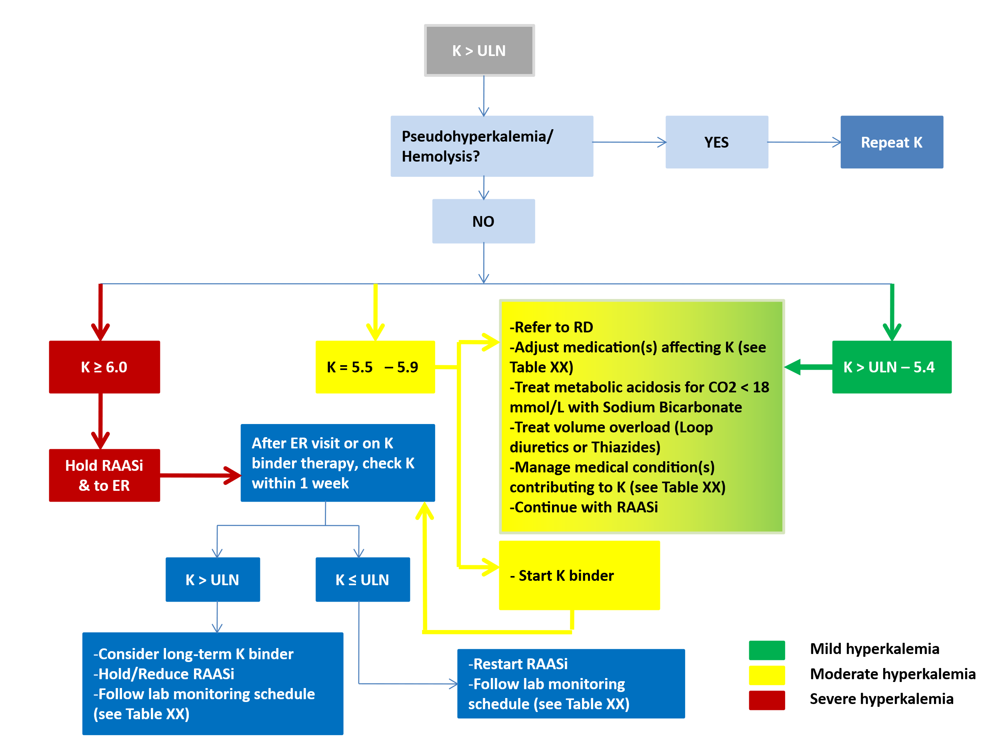 K > ULN
Pseudohyperkalemia/
Hemolysis?
YES
Repeat K
NO
K ≥ 6.0
K = 5.5 – 5.9
-Refer to RD
-Adjust medication(s) affecting K (see
Table XX)
-Treat metabolic acidosis for CO2 < 18
mmol/L with Sodium Bicarbonate
-Treat volume overload (Loop
diuretics or Thiazides)
-Manage medical condition(s)
contributing to K (see Table XX)
-Continue with RAASi
K > ULN – 5.4
Hold RAASi
& to ER
After ER visit or on K
binder therapy, check K
within 1 week
K > ULN
K ≤ ULN
- Start K binder
-Consider long-term K binder
-Hold/Reduce RAASi
-Follow lab monitoring schedule
(see Table XX)
-Restart RAASi
-Follow lab monitoring
schedule (see Table XX)
Mild hyperkalemia
Moderate hyperkalemia
Severe hyperkalemia